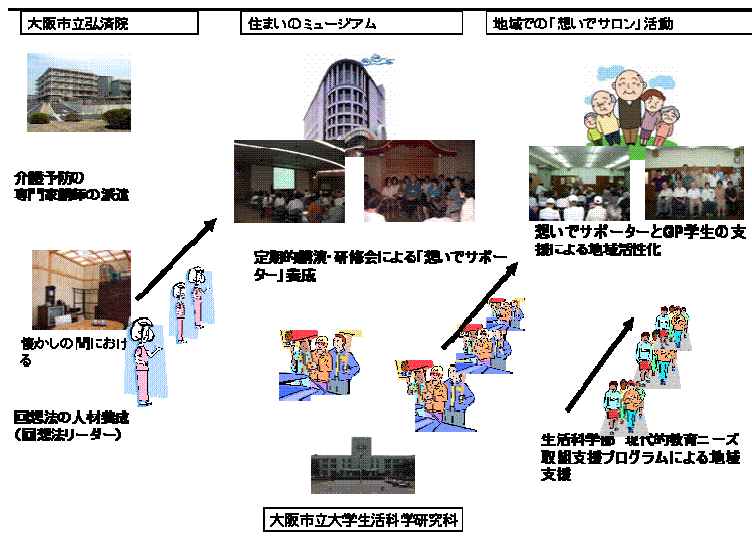 大阪市立弘済院
住まいのミュージアム
地域での「想いでサロン」活動
介護予防の
専門家講師の派遣
懐かしの間におけ
る
回想法の人材養成
(回想法リーダー)
定期的講演・研修会による「想いでサポー
ター」養成
想いでサポーターとGP学生の支
援による地域活性化
生活科学部 現代的教育ニーズ
取組支援プログラムによる地域
支援
大阪市立大学生活科学研究科